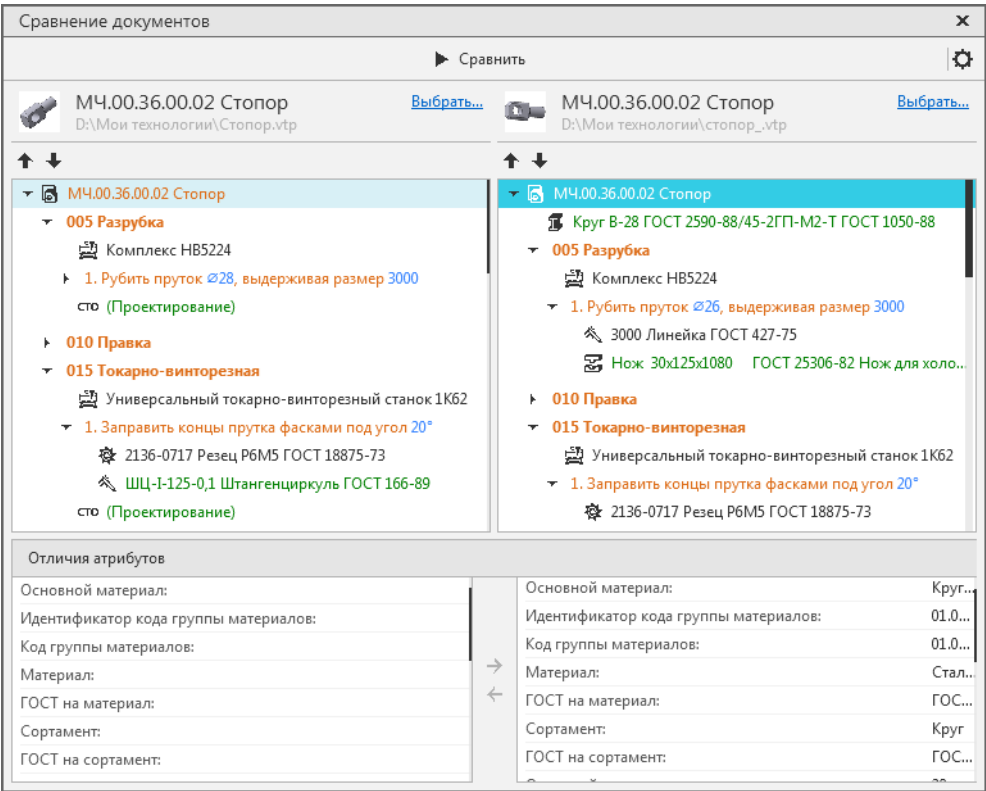 Сравнение документов
Сравнить
МЧ.00.36.00.02 Стопор
Выбрать...
D:\Мои технологии\Стопор.vtp
МЧ.00.36.00.02 Стопор
Выбрать...
D:\Мои технологии\стопор_.vtp
МЧ.00.36.00.02 Стопор
005 Разрубка
Комплекс НВ5224
1. Рубить пруток ⌀28, выдерживая размер 3000
СТО (Проектирование)
010 Правка
015 Токарно-винторезная
Универсальный токарно-винторезный станок 1К62
1. Заправить концы прутка фасками под угол 20°
2136-0717 Резец Р6М5 ГОСТ 18875-73
ШЦ-I-125-0,1 Штангенциркуль ГОСТ 166-89
СТО (Проектирование)
МЧ.00.36.00.02 Стопор
Круг В-28 ГОСТ 2590-88/45-2ГП-М2-Т ГОСТ 1050-88
005 Разрубка
Комплекс НВ5224
1. Рубить пруток ⌀26, выдерживая размер 3000
3000 Линейка ГОСТ 427-75
Нож 30х125х1080 ГОСТ 25306-82 Нож для холо...
010 Правка
015 Токарно-винторезная
Универсальный токарно-винторезный станок 1К62
1. Заправить концы прутка фасками под угол 20°
2136-0717 Резец Р6М5 ГОСТ 18875-73
Отличия атрибутов
Основной материал:
Идентификатор кода группы материалов:
Код группы материалов:
Материал:
ГОСТ на материал:
Сортамент:
ГОСТ на сортамент:
Основной материал: Круг...
Идентификатор кода группы материалов: 01.0...
Код группы материалов: 01.0...
Материал: Стал...
ГОСТ на материал: ГОС...
Сортамент: Круг
ГОСТ на сортамент: ГОС...